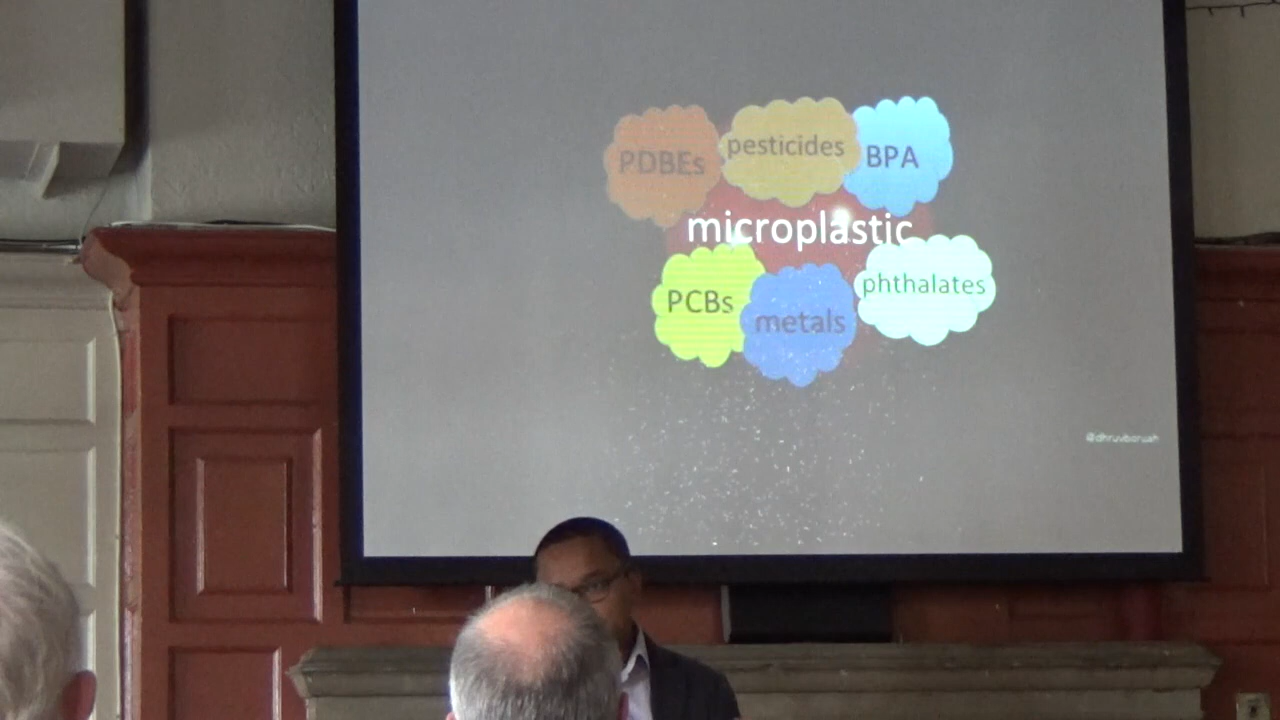 PDBEs
pesticides
BPA
microplastic
PCBs
metals
phthalates
@dhruvboruah